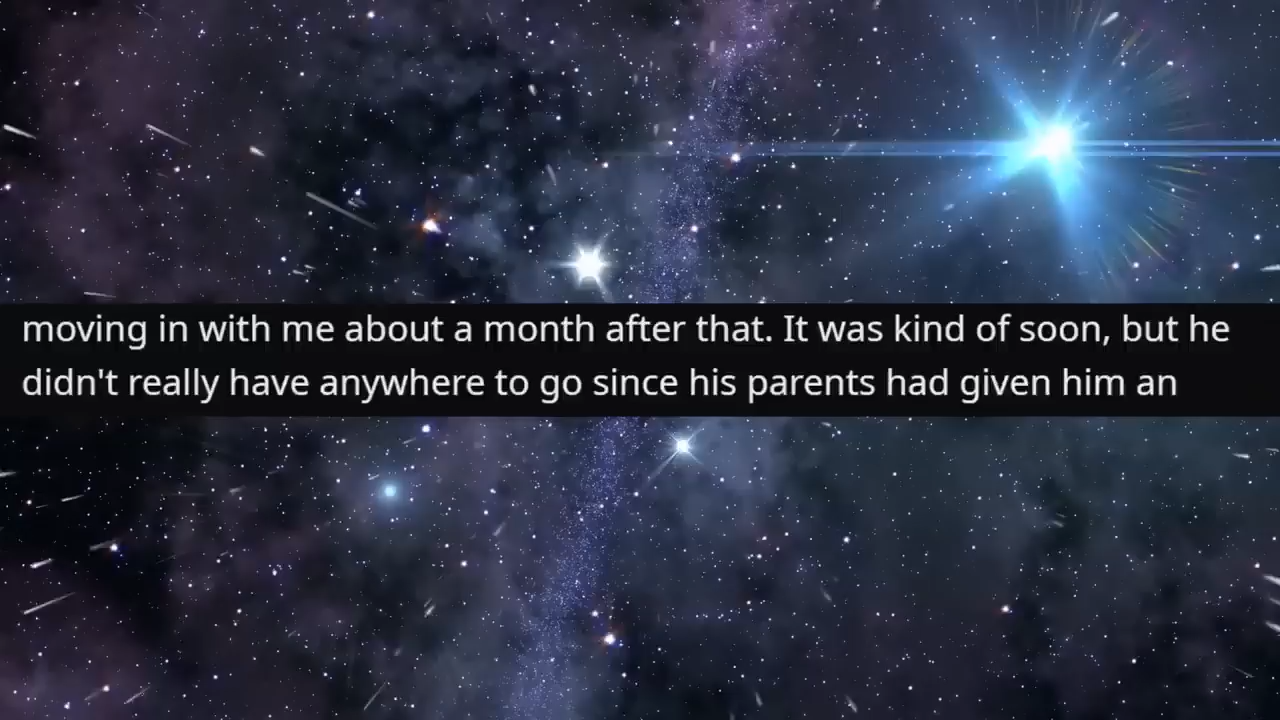 moving in with me about a month after that. It was kind of soon, but he
didn't really have anywhere to go since his parents had given him an